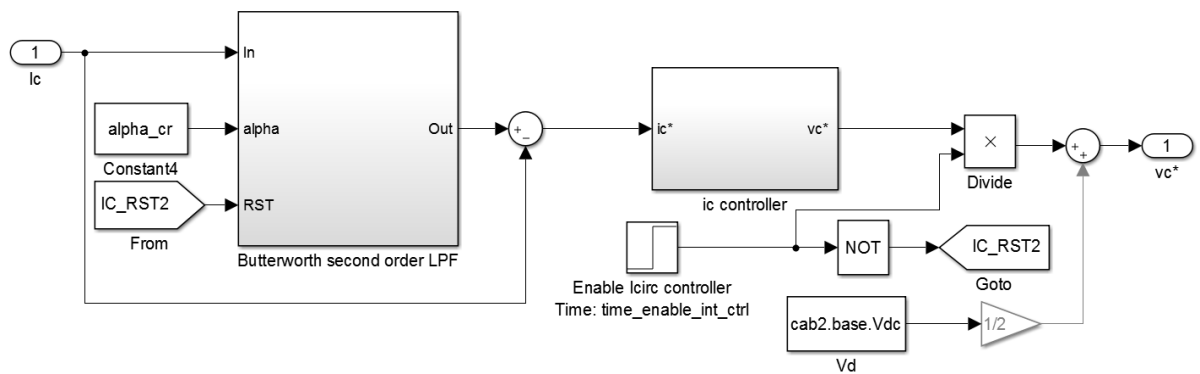 1
Ic
In
alpha_cr
alpha
Constant4
IC_RST2
RST
From
Out
Butterworth second order LPF
+
−
ic*
vc*
ic controller
×
Divide
+
+
1
vc*
Enable Icirc controller
Time: time_enable_int_ctrl
NOT
IC_RST2
Goto
cab2.base.Vdc
1/2
Vd